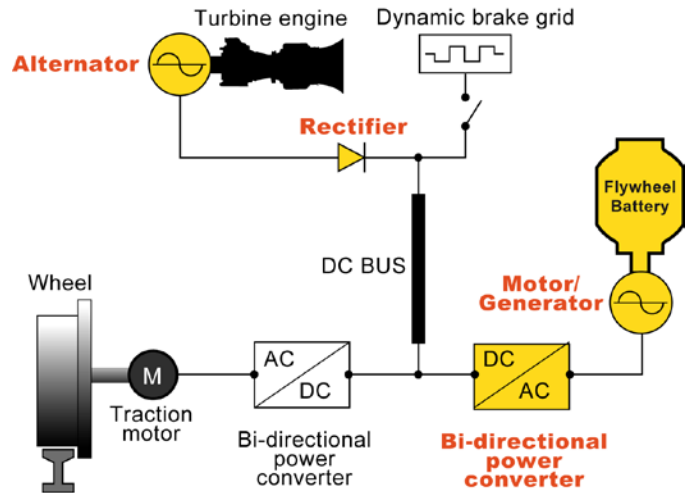 Turbine engine
Dynamic brake grid
Alternator
Rectifier
Flywheel
Battery
DC BUS
Motor/
Generator
Wheel
M
AC
DC
DC
AC
Traction
motor
Bi-directional
power
converter
Bi-directional
power
converter